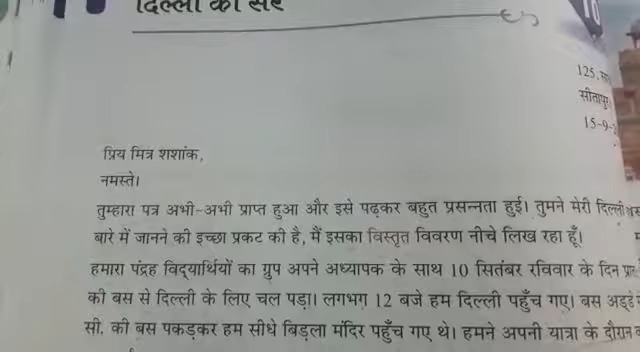 दिल्ली की सैर
10
125,
सीतापुर
15-9-
प्रिय मित्र शशांक,
नमस्ते।
तुम्हारा पत्र अभी-अभी प्राप्त हुआ और इसे पढ़कर बहुत प्रसन्नता हुई। तुमने मेरी दिल्ली
बारे में जानने की इच्छा प्रकट की है, मैं इसका विस्तृत विवरण नीचे लिख रहा हूँ।
हमारा पंद्रह विद्यार्थियों का ग्रुप अपने अध्यापक के साथ 10 सितंबर रविवार के दिन
की बस से दिल्ली के लिए चल पड़ा। लगभग 12 बजे हम दिल्ली पहुँच गए। बस अड्डे
सी. की बस पकड़कर हम सीधे बिड़ला मंदिर पहुँच गए थे। हमने अपनी यात्रा के दौरान